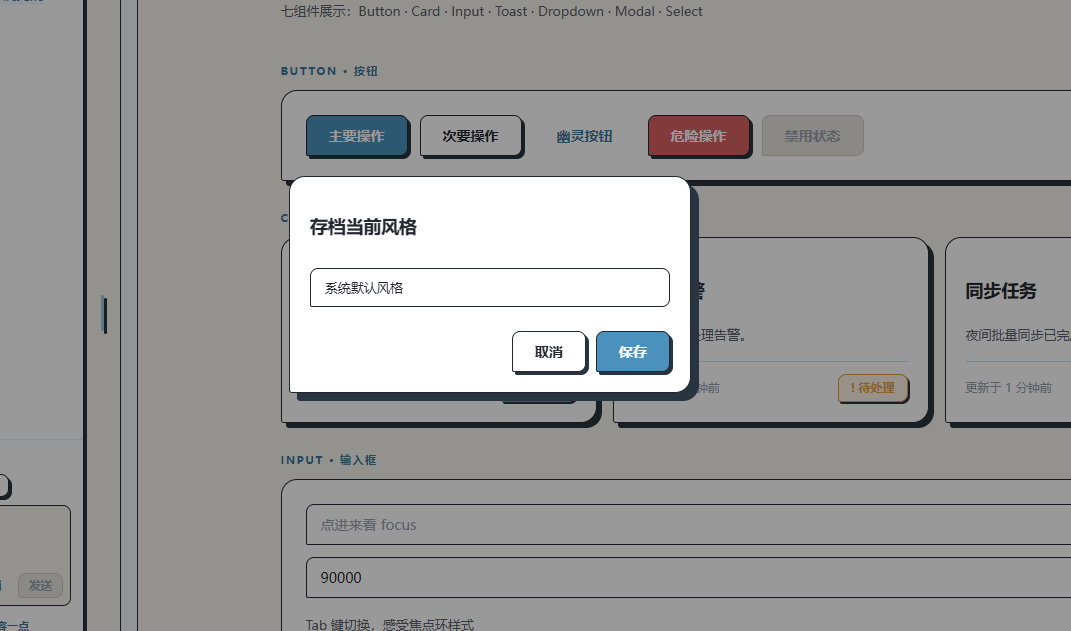 七组件展示：Button · Card · Input · Toast · Dropdown · Modal · Select
BUTTON • 按钮
主要操作 次要操作 幽灵按钮 危险操作 禁用状态
存档当前风格
系统默认风格
取消 保存
理告警。
钟前
! 待处理
同步任务
夜间批量同步已完
更新于 1 分钟前
INPUT • 输入框
点进来看 focus
90000
Tab 键切换，感受焦点环样式
发送
一点